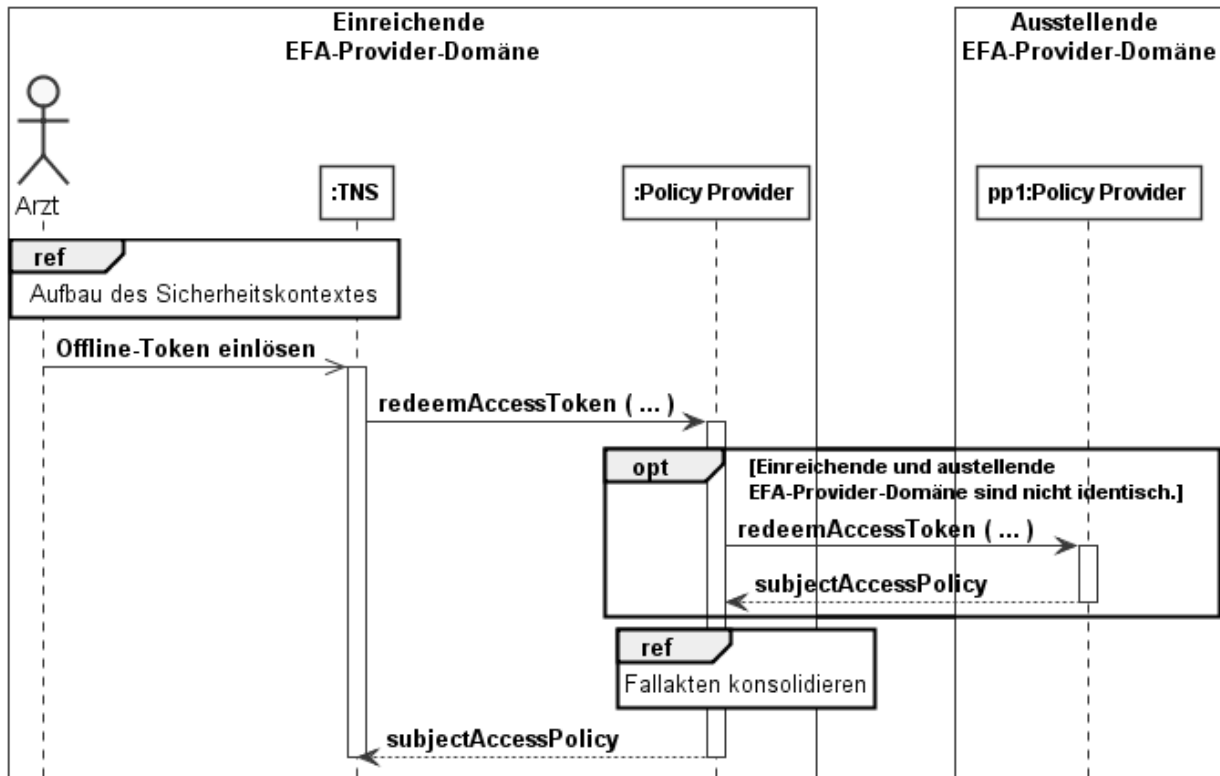 Einreichende
EFA-Provider-Domäne
Ausstellende
EFA-Provider-Domäne
Arzt
:TNS
:Policy Provider
pp1:Policy Provider
ref
Aufbau des Sicherheitskontextes
Offline-Token einlösen
redeemAccessToken ( ... )
opt
[Einreichende und austellende
EFA-Provider-Domäne sind nicht identisch.]
redeemAccessToken ( ... )
subjectAccessPolicy
ref
Fallakten konsolidieren
subjectAccessPolicy